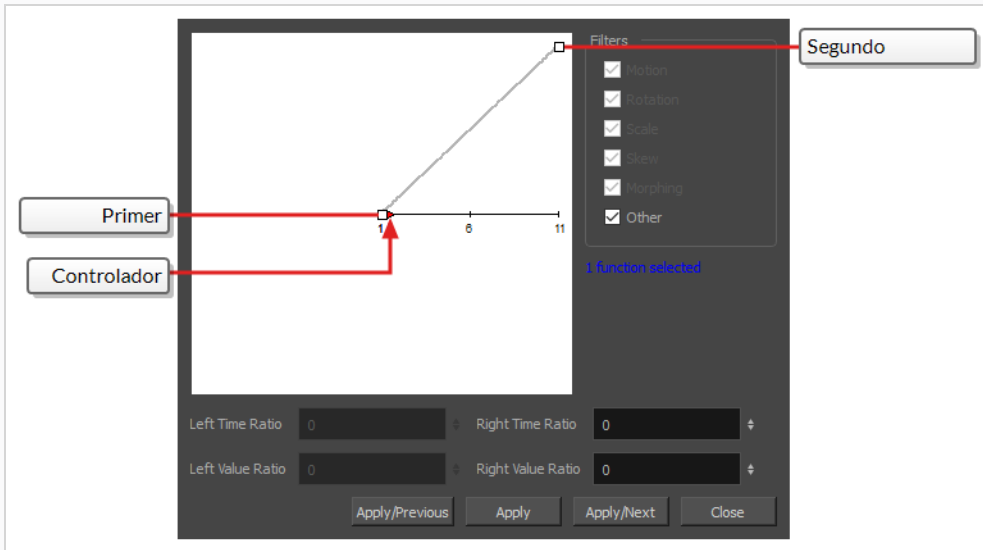 Filters
Segundo
Motion
Rotation
Scale
Skew
Morphing
Other
Primer
1
6
11
Controlador
1 function selected
Left Time Ratio 0 Right Time Ratio 0
Left Value Ratio 0 Right Value Ratio 0
Apply/Previous Apply Apply/Next Close